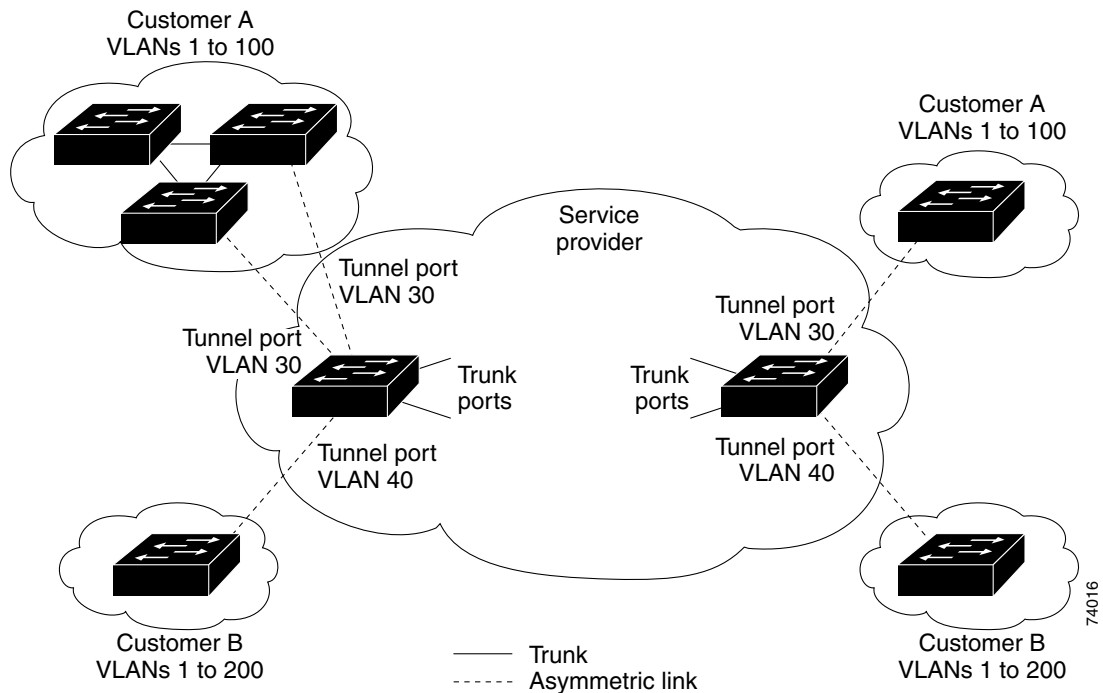 Customer A
VLANs 1 to 100
Customer A
VLANs 1 to 100
Service
provider
Tunnel port
VLAN 30
Tunnel port
VLAN 30
Tunnel port
VLAN 30
Trunk
ports
Trunk
ports
Tunnel port
VLAN 40
Tunnel port
VLAN 40
Customer B
VLANs 1 to 200
Customer B
VLANs 1 to 200
74016
Trunk
Asymmetric link